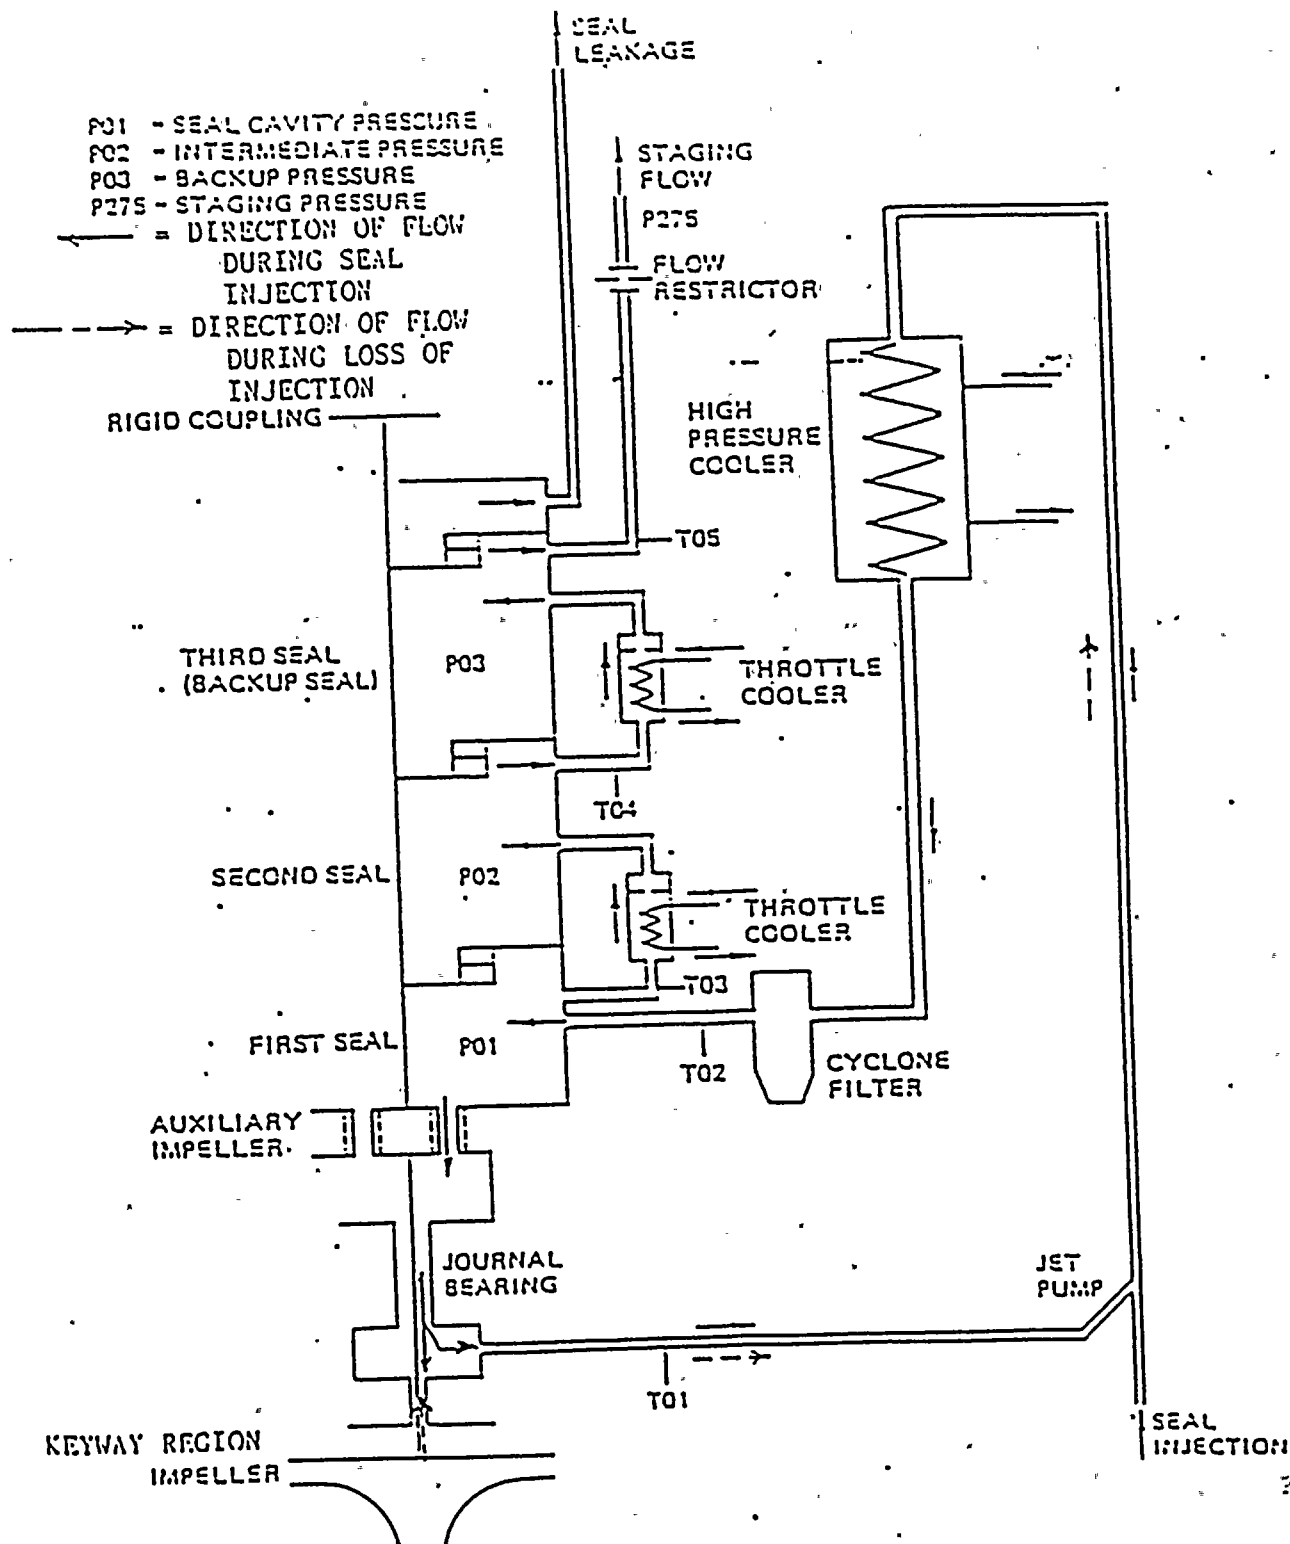 SEAL
LEAKAGE
P01 - SEAL CAVITY PRESSURE
P02 - INTERMEDIATE PRESSURE
P03 - BACKUP PRESSURE
P275 - STAGING PRESSURE
= DIRECTION OF FLOW
DURING SEAL
INJECTION
= DIRECTION OF FLOW
DURING LOSS OF
INJECTION
STAGING
FLOW
P275
FLOW
RESTRICTOR
RIGID COUPLING
HIGH
PRESSURE
COOLER
T05
THIRD SEAL
(BACKUP SEAL)
P03
THROTTLE
COOLER
T04
SECOND SEAL
P02
THROTTLE
COOLER
T03
FIRST SEAL
P01
T02
CYCLONE
FILTER
AUXILIARY
IMPELLER
JOURNAL
BEARING
JET
PUMP
T01
KEYWAY REGION
IMPELLER
SEAL
INJECTION